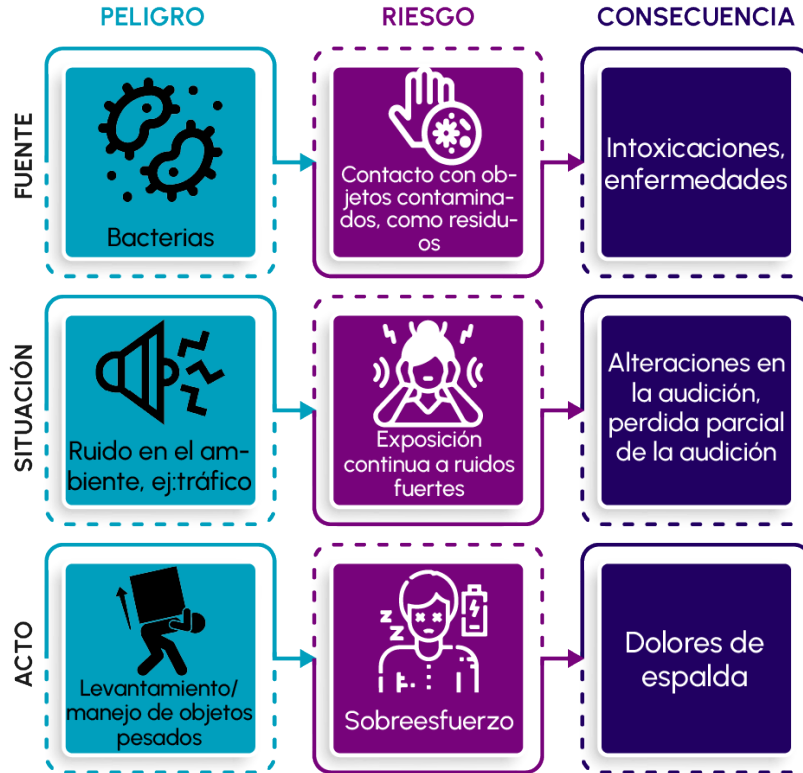 PELIGRO
RIESGO
CONSECUENCIA
FUENTE
Bacterias
Contacto con ob-
jetos contamina-
dos, como residu-
os
Intoxicaciones,
enfermedades
SITUACIÓN
Ruido en el am-
biente, ej:tráfico
Exposición
continua a ruidos
fuertes
Alteraciones en
la audición,
perdida parcial
de la audición
ACTO
Levantamiento/
manejo de objetos
pesados
z
z
z
Sobreesfuerzo
Dolores de
espalda